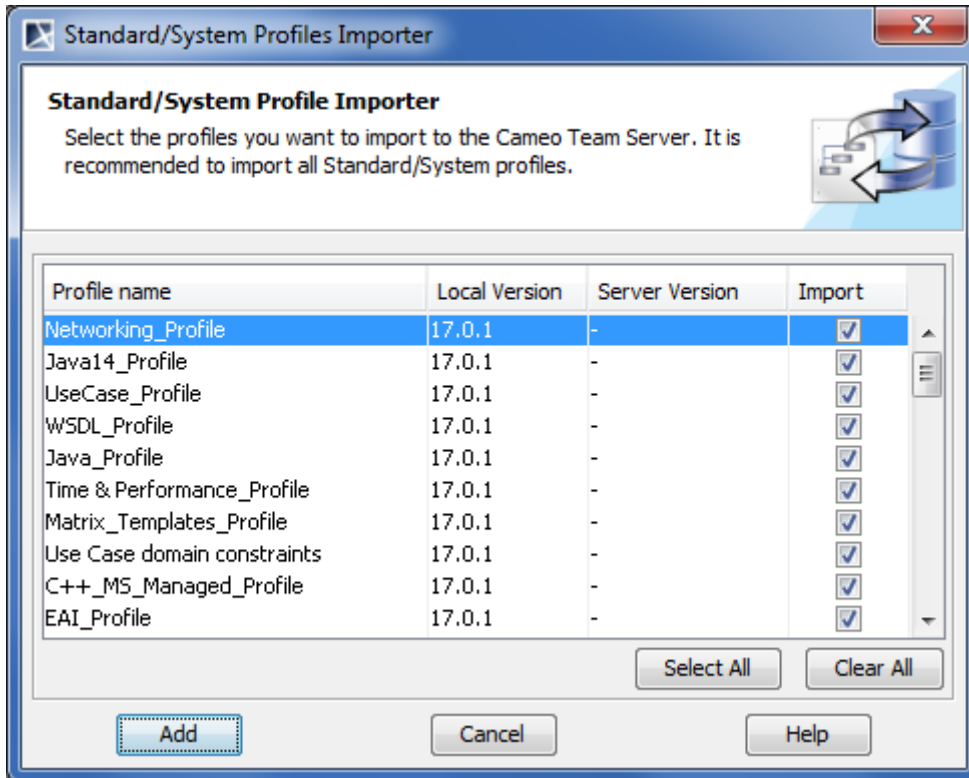 Standard/System Profiles Importer
Standard/System Profile Importer
Select the profiles you want to import to the Cameo Team Server. It is
recommended to import all Standard/System profiles.
Profile name Local Version Server Version Import
Networking_Profile 17.0.1 -
Java14_Profile 17.0.1 -
UseCase_Profile 17.0.1 -
WSDL_Profile 17.0.1 -
Java_Profile 17.0.1 -
Time & Performance_Profile 17.0.1 -
Matrix_Templates_Profile 17.0.1 -
Use Case domain constraints 17.0.1 -
C++_MS_Managed_Profile 17.0.1 -
EAI_Profile 17.0.1 -
Select All Clear All
Add Cancel Help